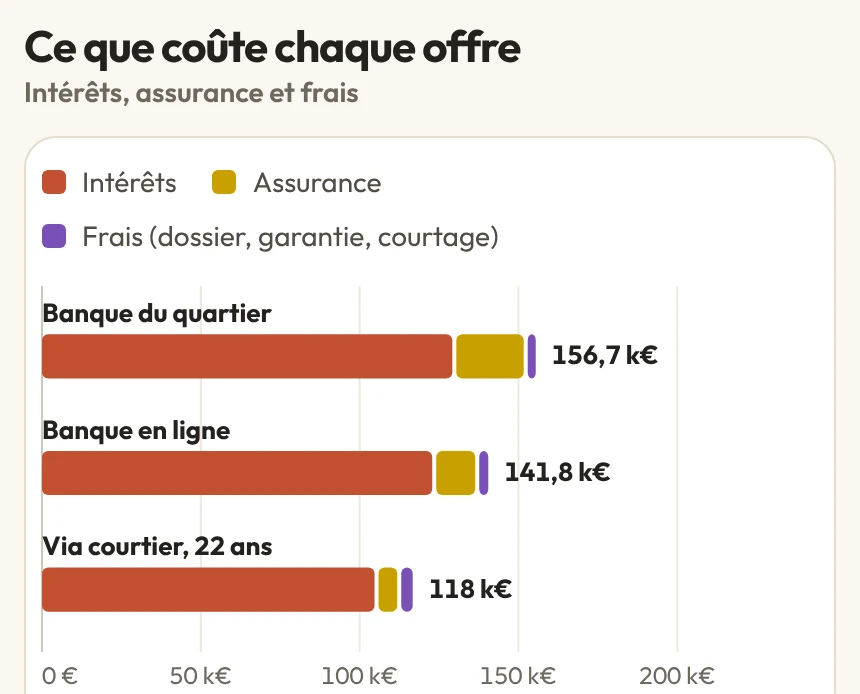 Ce que coûte chaque offre
Intérêts, assurance et frais
Intérêts
Assurance
Frais (dossier, garantie, courtage)
Banque du quartier
156,7 k€
Banque en ligne
141,8 k€
Via courtier, 22 ans
118 k€
0 € 50 k€ 100 k€ 150 k€ 200 k€